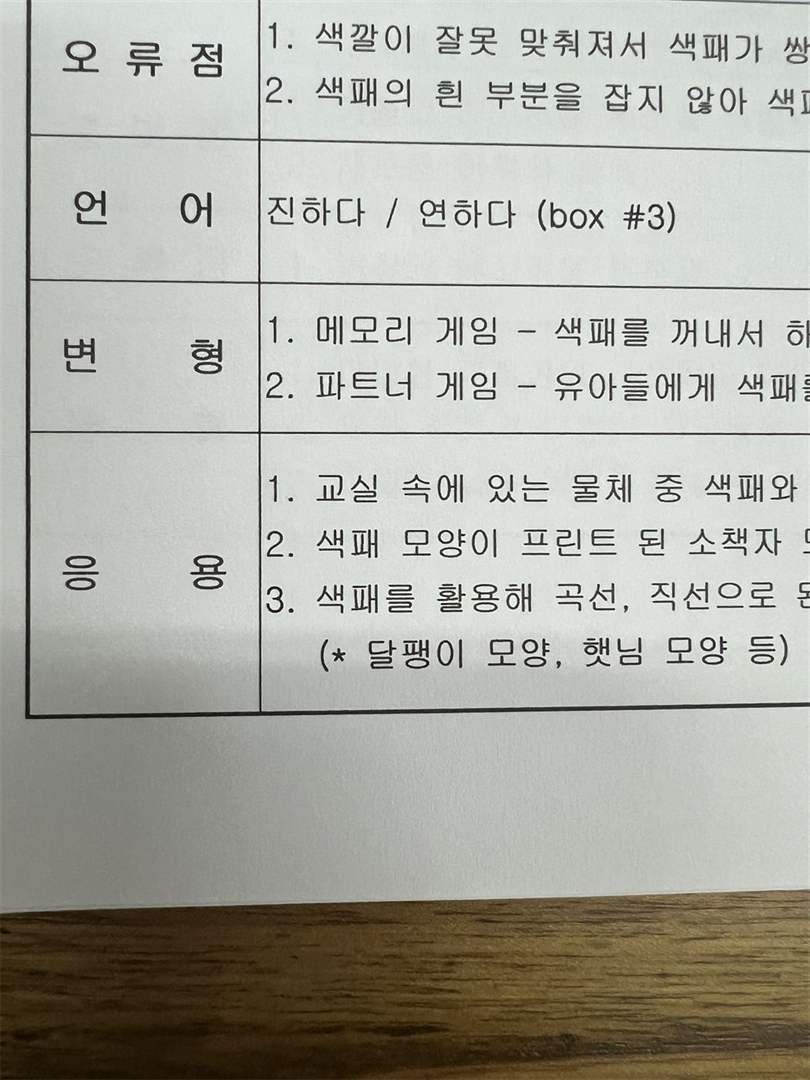 오 류 점
1. 색깔이 잘못 맞춰져서 색패가
2. 색패의 흰 부분을 잡지 않아
언 어
진하다 / 연하다 (box #3)
변 형
1. 메모리 게임 - 색패를 꺼내서
2. 파트너 게임 - 유아들에게
응 용
1. 교실 속에 있는 물체 중 색패와
2. 색패 모양이 프린트 된 소책자
3. 색패를 활용해 곡선, 직선으로
(* 달팽이 모양, 햇님 모양 등)